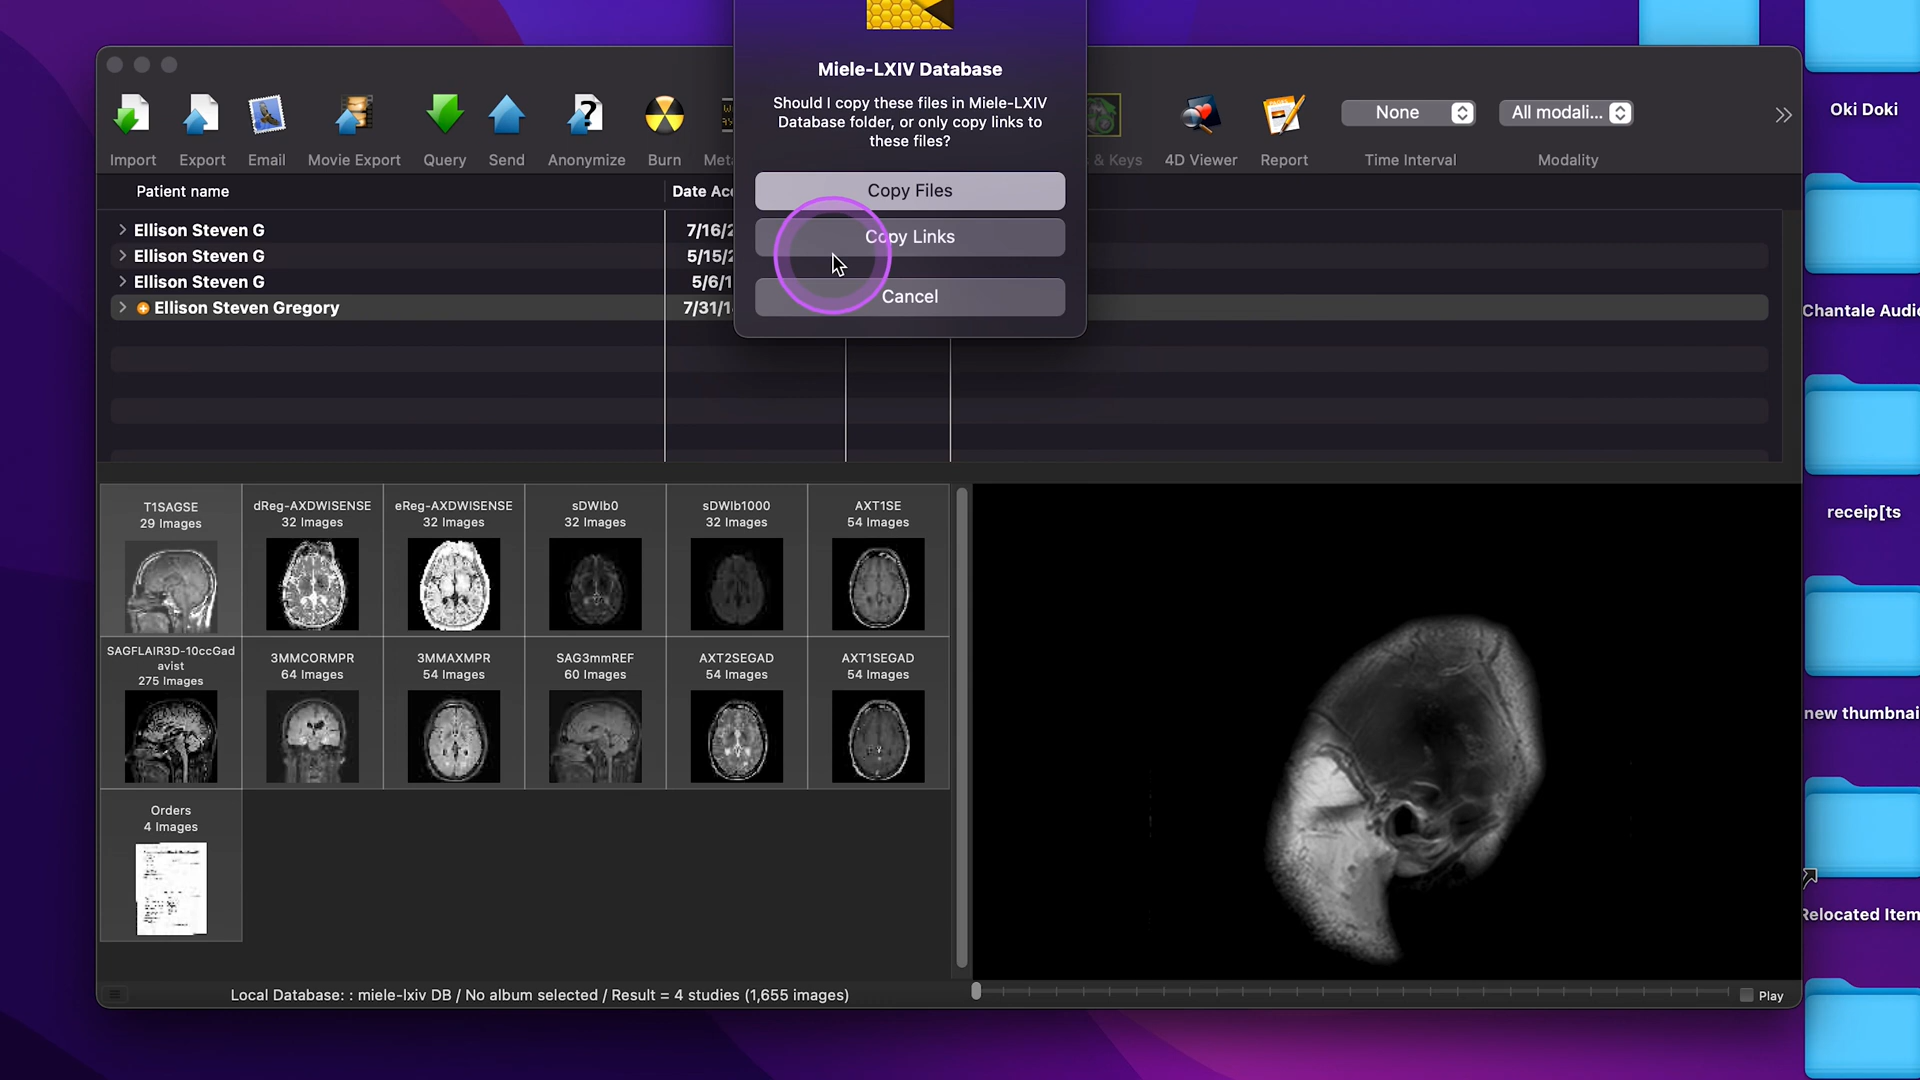 Miele-LXIV Database
Should I copy these files in Miele-LXIV
Database folder, or only copy links to
these files?
Copy Files
Copy Links
Cancel
Import
Export
Email
Movie Export
Query
Send
Anonymize
Burn
Met
& Keys
4D Viewer
Report
None
Time Interval
All modali...
Modality
Patient name
Date Ac
Ellison Steven G 7/16/2
Ellison Steven G 5/15/2
Ellison Steven G 5/6/1
Ellison Steven Gregory 7/31/1
T1SAGSE
29 Images
dReg-AXDWISENSE
32 Images
eReg-AXDWISENSE
32 Images
sDWIb0
32 Images
sDWIb1000
32 Images
AXT1SE
54 Images
SAGFLAIR3D-10ccGad
avist
275 Images
3MMCORMPR
64 Images
3MMAXMPR
54 Images
SAG3mmREF
60 Images
AXT2SEGAD
54 Images
AXT1SEGAD
54 Images
Orders
4 Images
Local Database: : miele-lxiv DB / No album selected / Result = 4 studies (1,655 images)
Play
Oki Doki
Chantale Audio
receip[ts
new thumbnai
Relocated Item